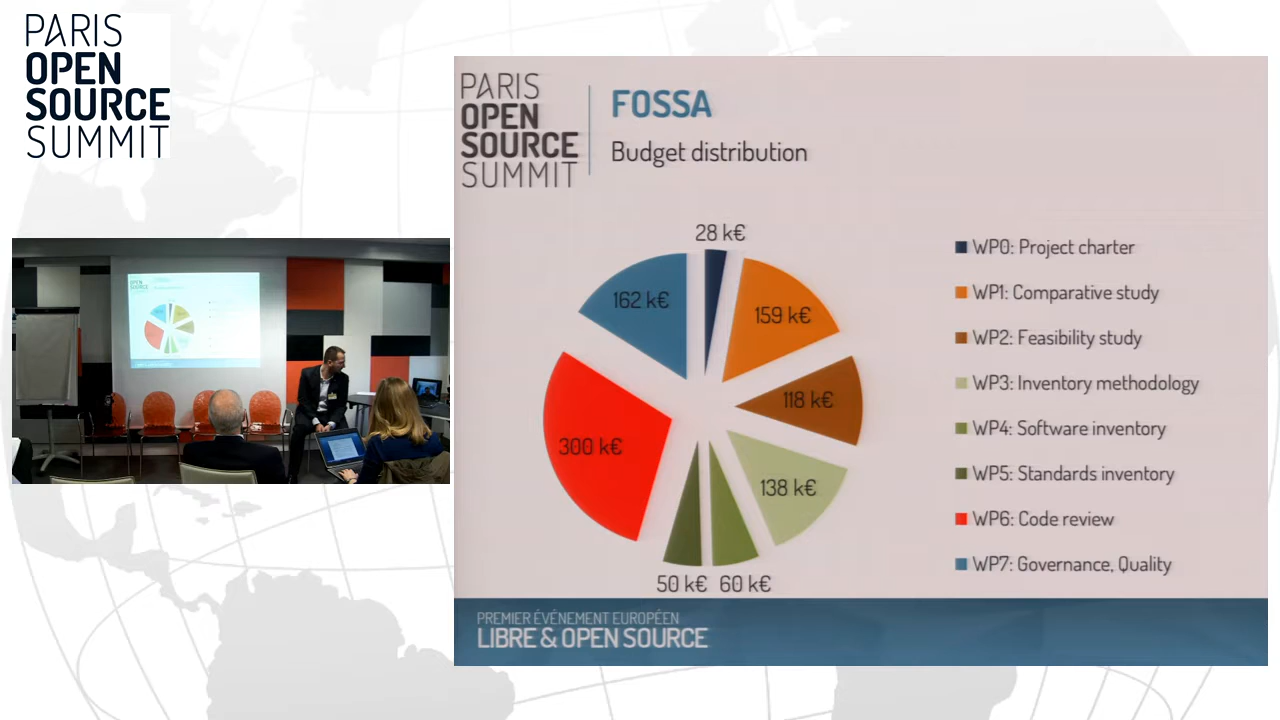 PARIS
OPEN
SOURCE
SUMMIT
PARIS
OPEN
SOURCE
SUMMIT
FOSSA
Budget distribution
28 k€
162 k€
159 k€
118 k€
300 k€
138 k€
50 k€
60 k€
WP0: Project charter
WP1: Comparative study
WP2: Feasibility study
WP3: Inventory methodology
WP4: Software inventory
WP5: Standards inventory
WP6: Code review
WP7: Governance, Quality
PREMIER ÉVÉNEMENT EUROPÉEN
LIBRE & OPEN SOURCE